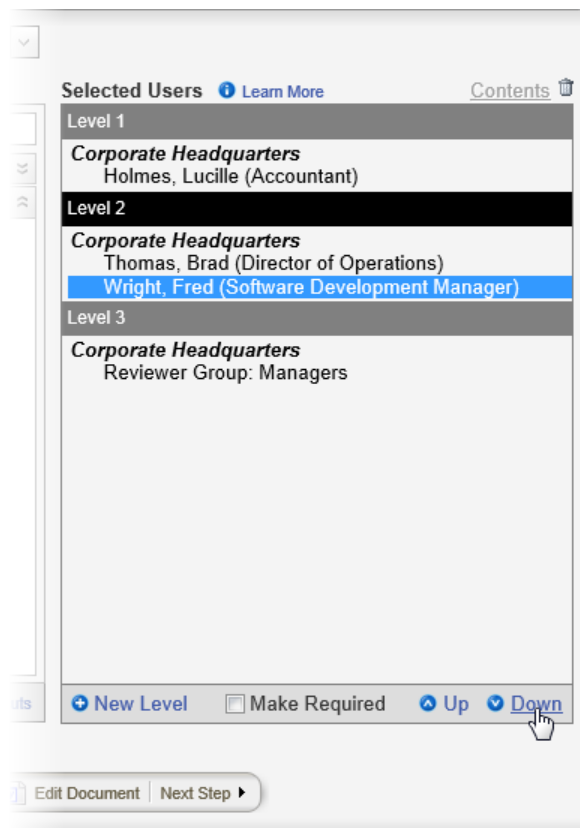 Selected Users Learn More Contents
Level 1
Corporate Headquarters
Holmes, Lucille (Accountant)
Level 2
Corporate Headquarters
Thomas, Brad (Director of Operations)
Wright, Fred (Software Development Manager)
Level 3
Corporate Headquarters
Reviewer Group: Managers
New Level Make Required Up Down
Edit Document Next Step